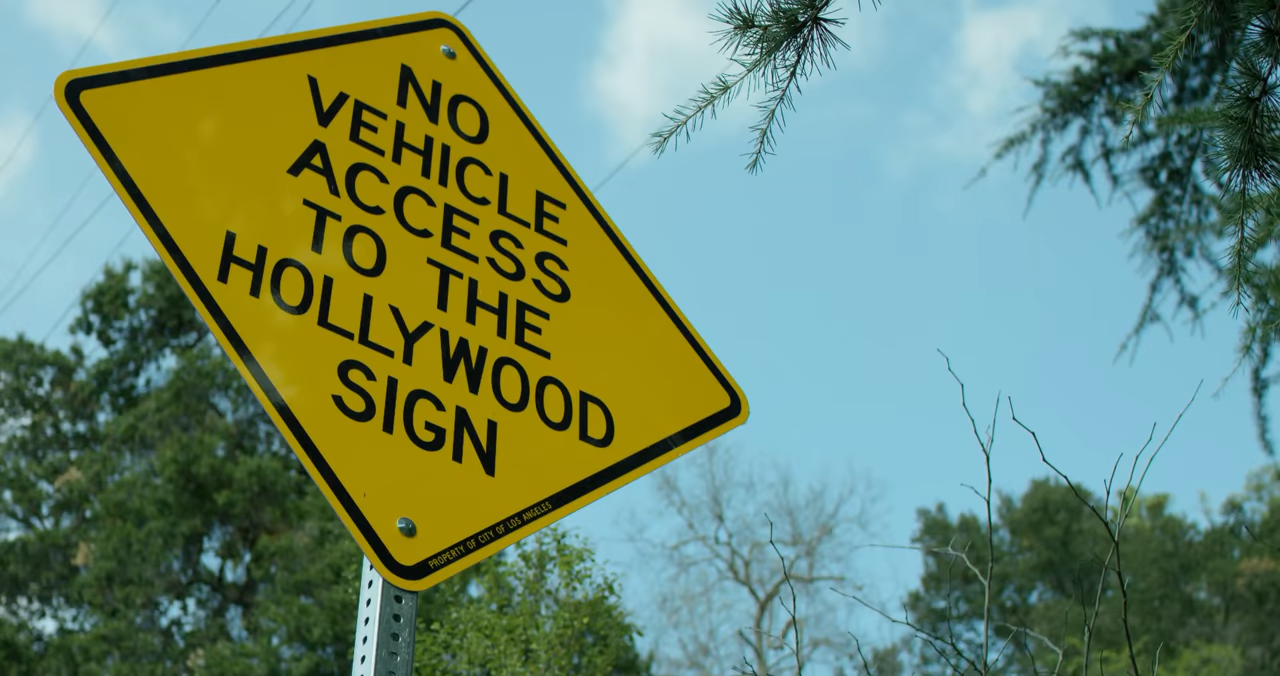 NO
VEHICLE
ACCESS
TO THE
HOLLYWOOD
SIGN
PROPERTY OF CITY OF LOS ANGELES